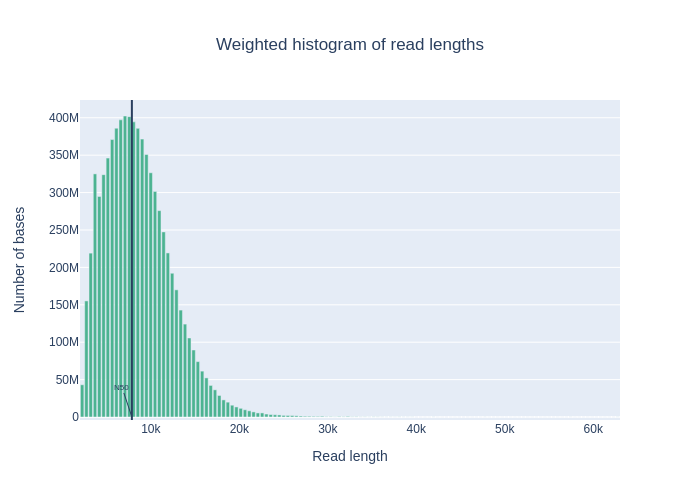 Weighted histogram of read lengths
Number of bases
400M
350M
300M
250M
200M
150M
100M
50M
0
N50
10k
20k
30k
40k
50k
60k
Read length